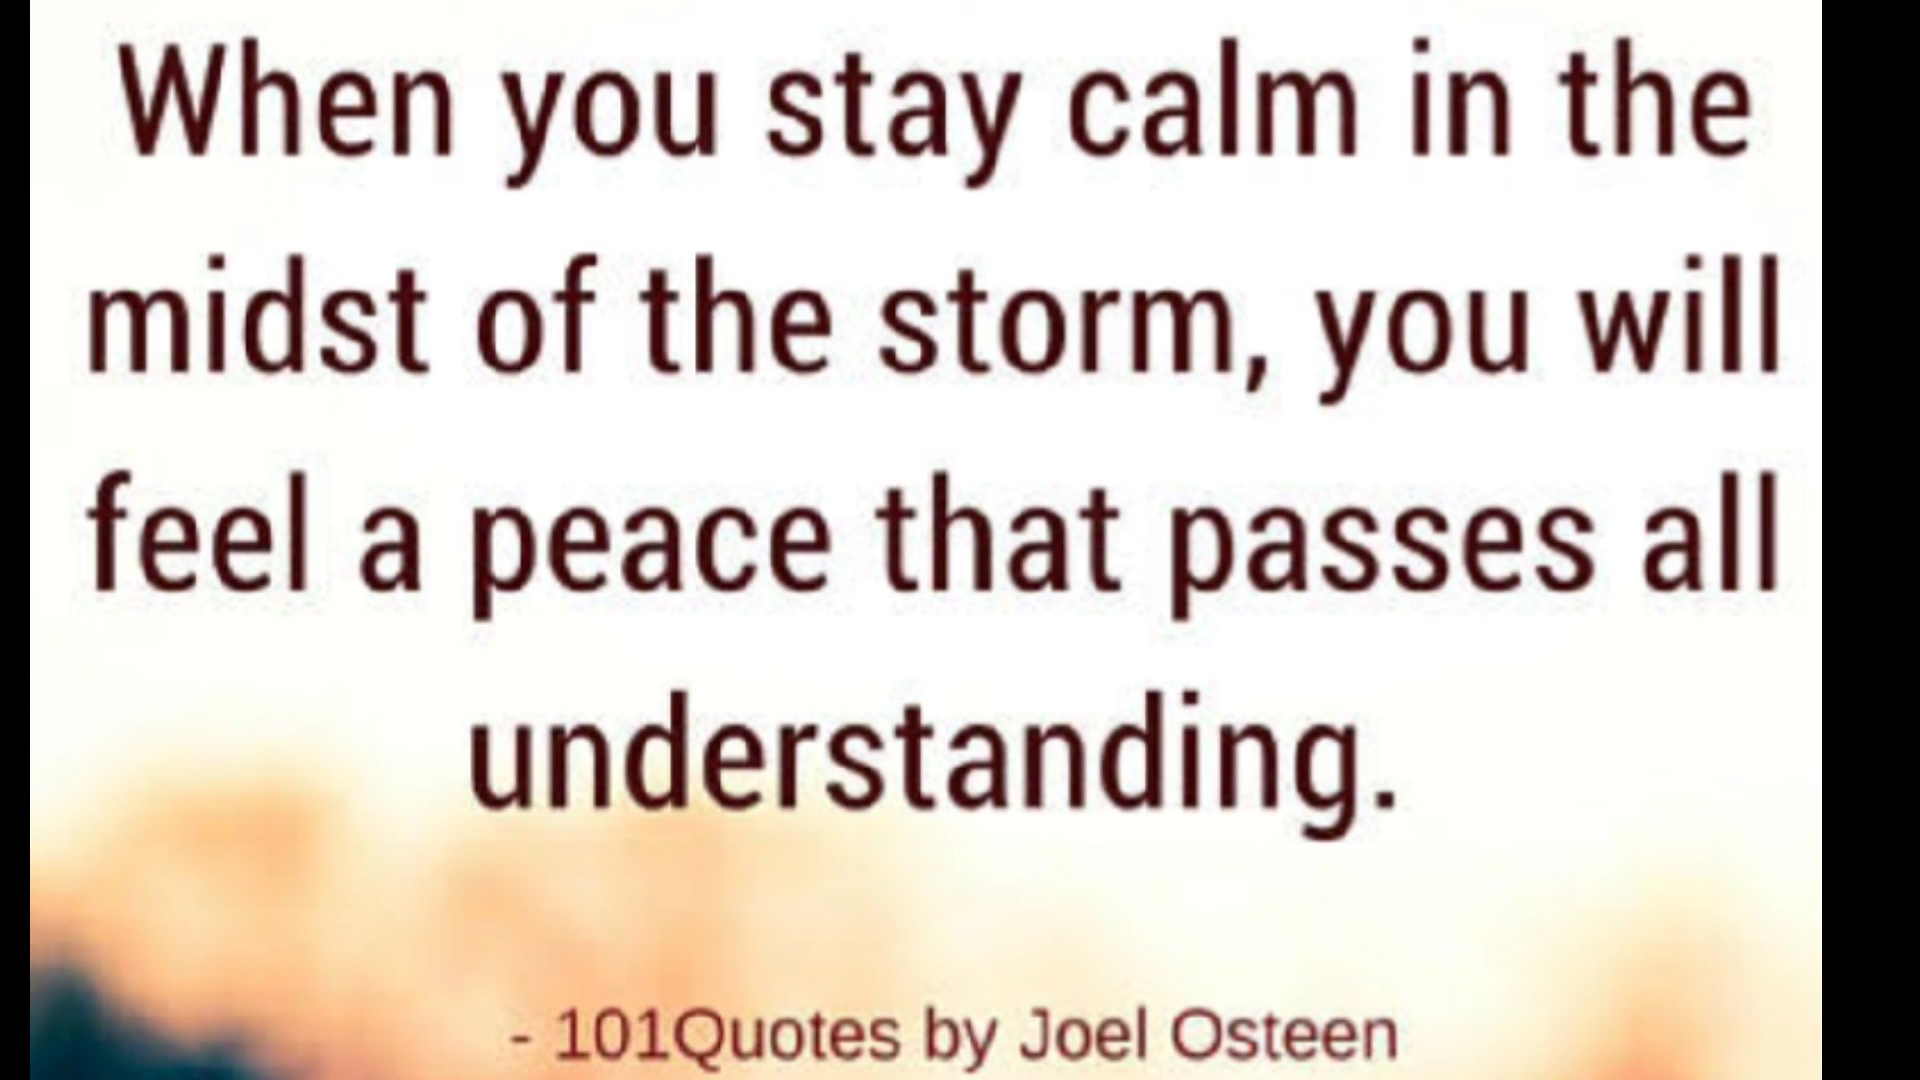 When you stay calm in the
midst of the storm, you will
feel a peace that passes all
understanding.
- 101Quotes by Joel Osteen